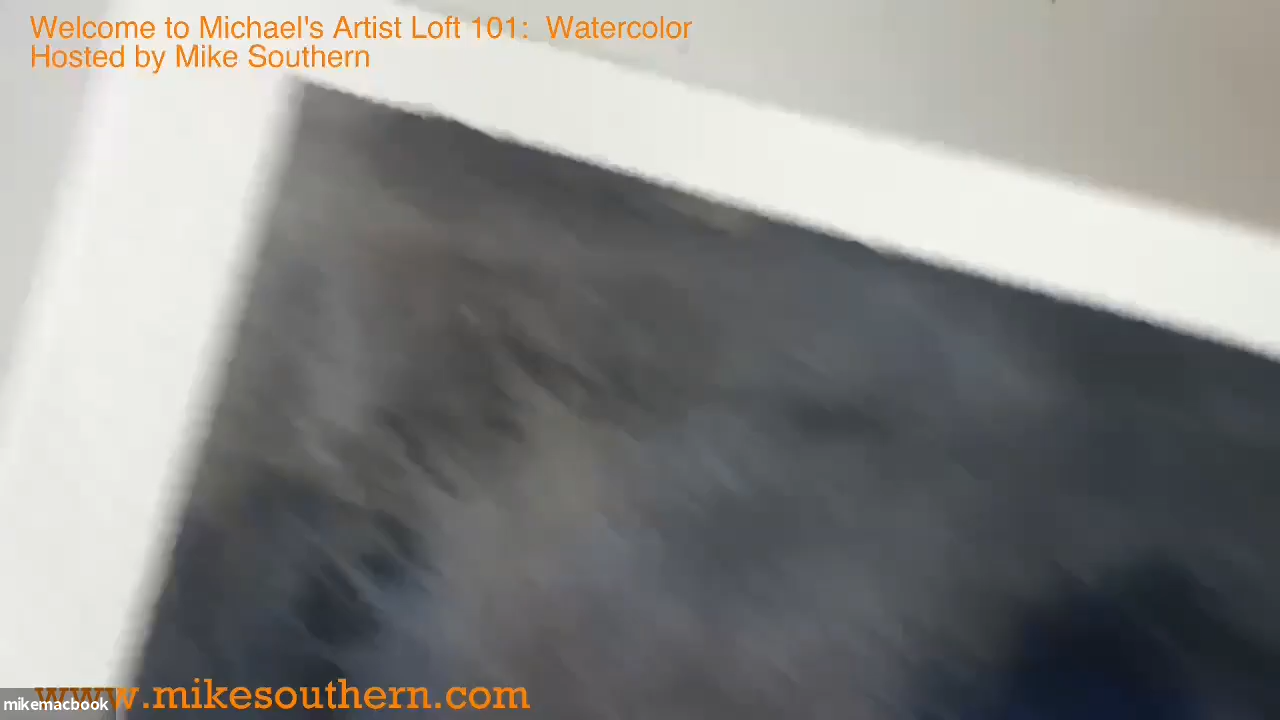 Welcome to Michael's Artist Loft 101:  Watercolor
Hosted by Mike Southern
www.mikesouthern.com
mikemacbook